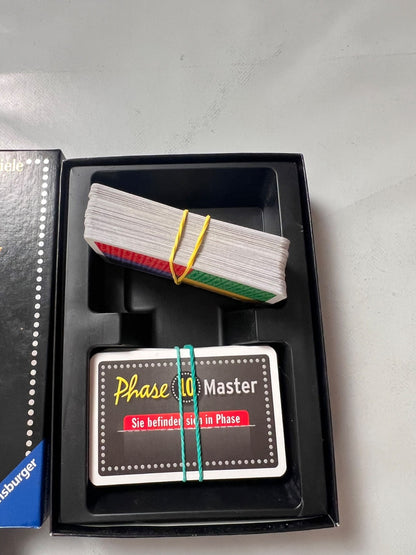 iele
Phase 10 Master
Sie befinden sich in Phase
nsburger